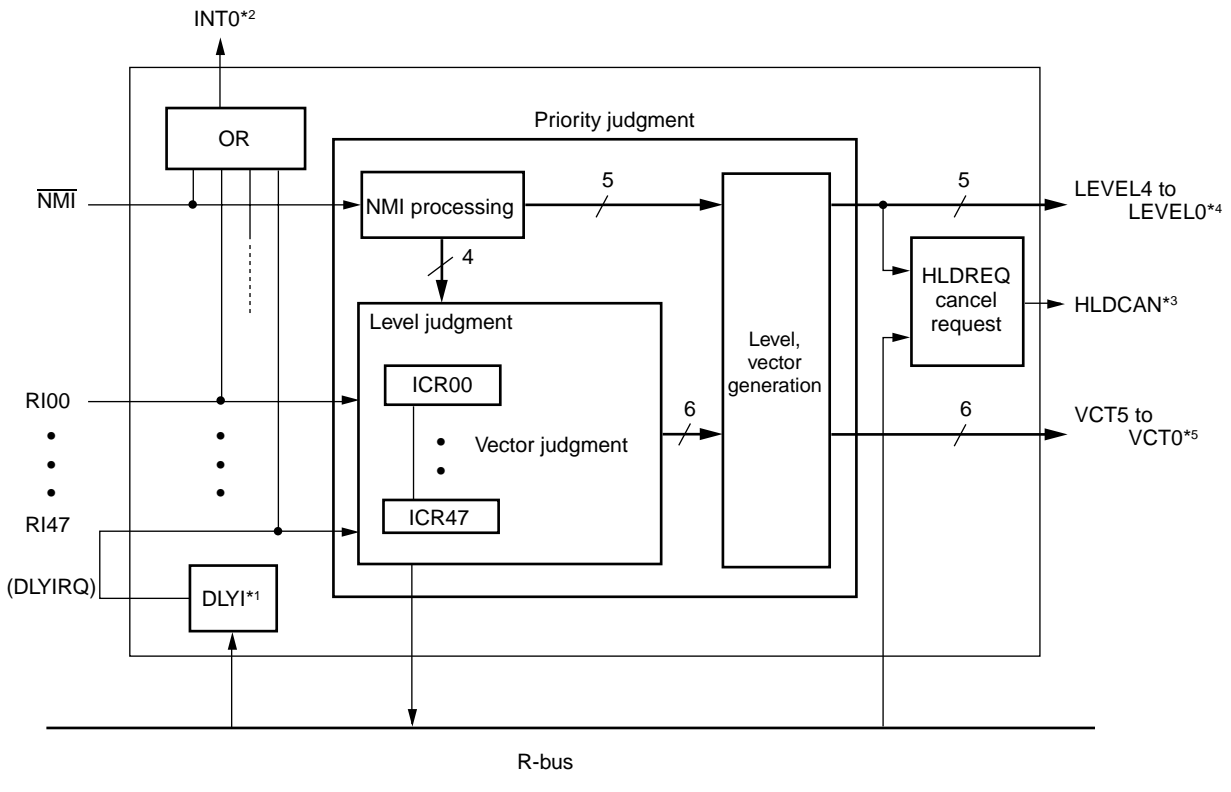 INT0*2
OR
Priority judgment
NMI
NMI processing
5
5
LEVEL4 to
LEVEL0*4
4
HLDREQ
cancel
request
HLDCAN*3
Level judgment
Level,
vector
generation
ICR00
RI00
6
6
VCT5 to
VCT0*5
Vector judgment
ICR47
RI47
(DLYIRQ)
DLYI*1
R-bus